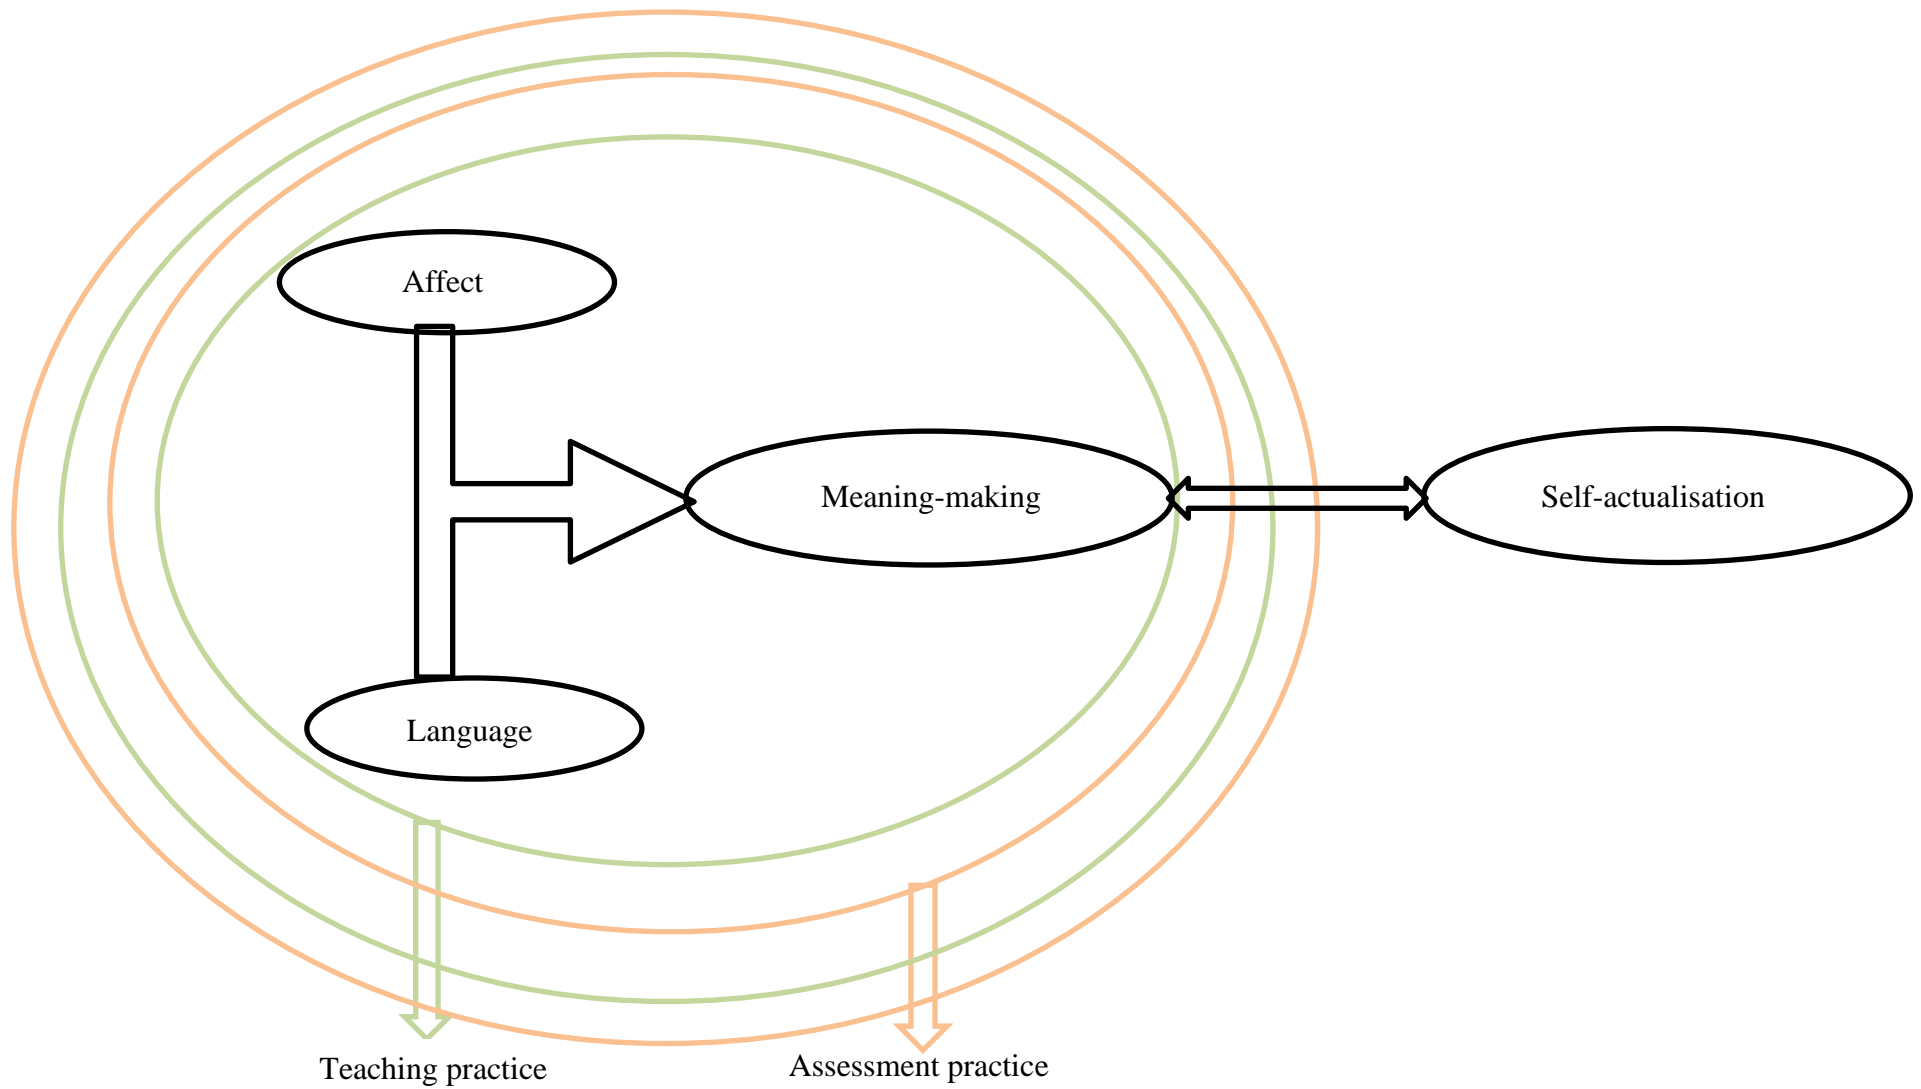 Affect
Meaning-making
Self-actualisation
Language
Teaching practice
Assessment practice